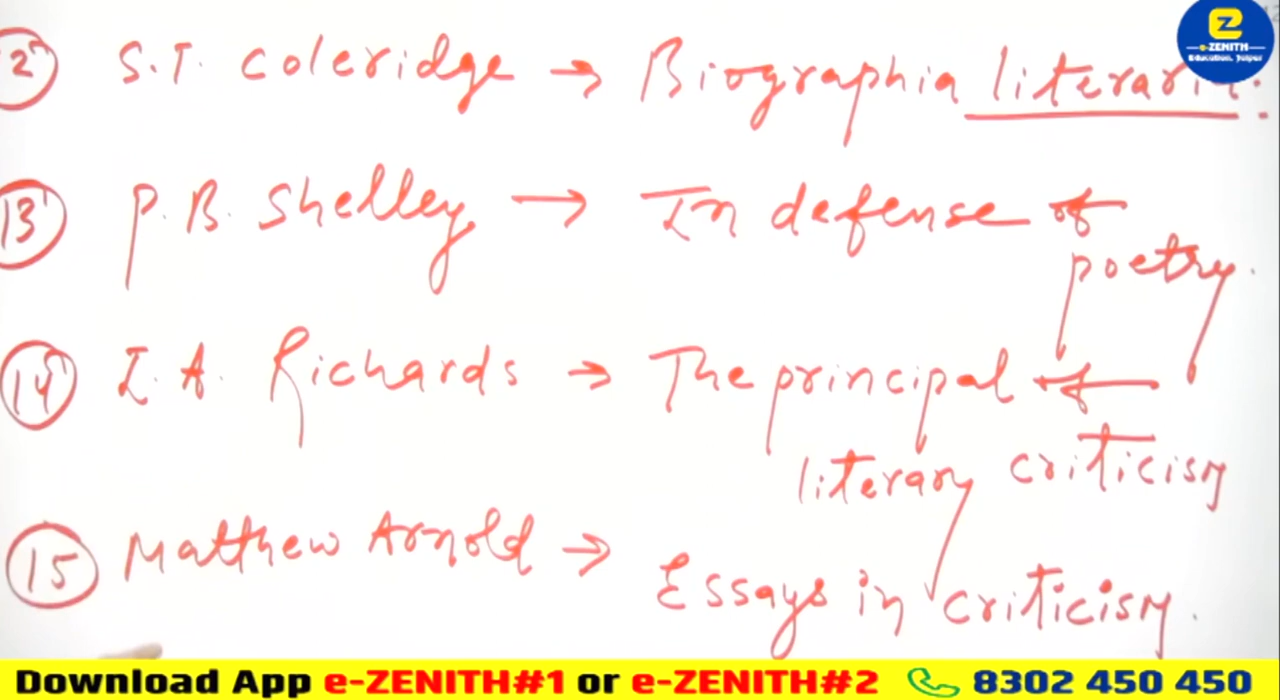 12 S.T. Coleridge → Biographia literaria.
e-ZENITH
Education, Jaipur
13 P.B. Shelley → In defense of
poetry.
14 I.A. Richards → The principal of
literary criticism
15 Matthew Arnold →
Essays in criticism.
Download App e-ZENITH#1 or e-ZENITH#2 8302 450 450